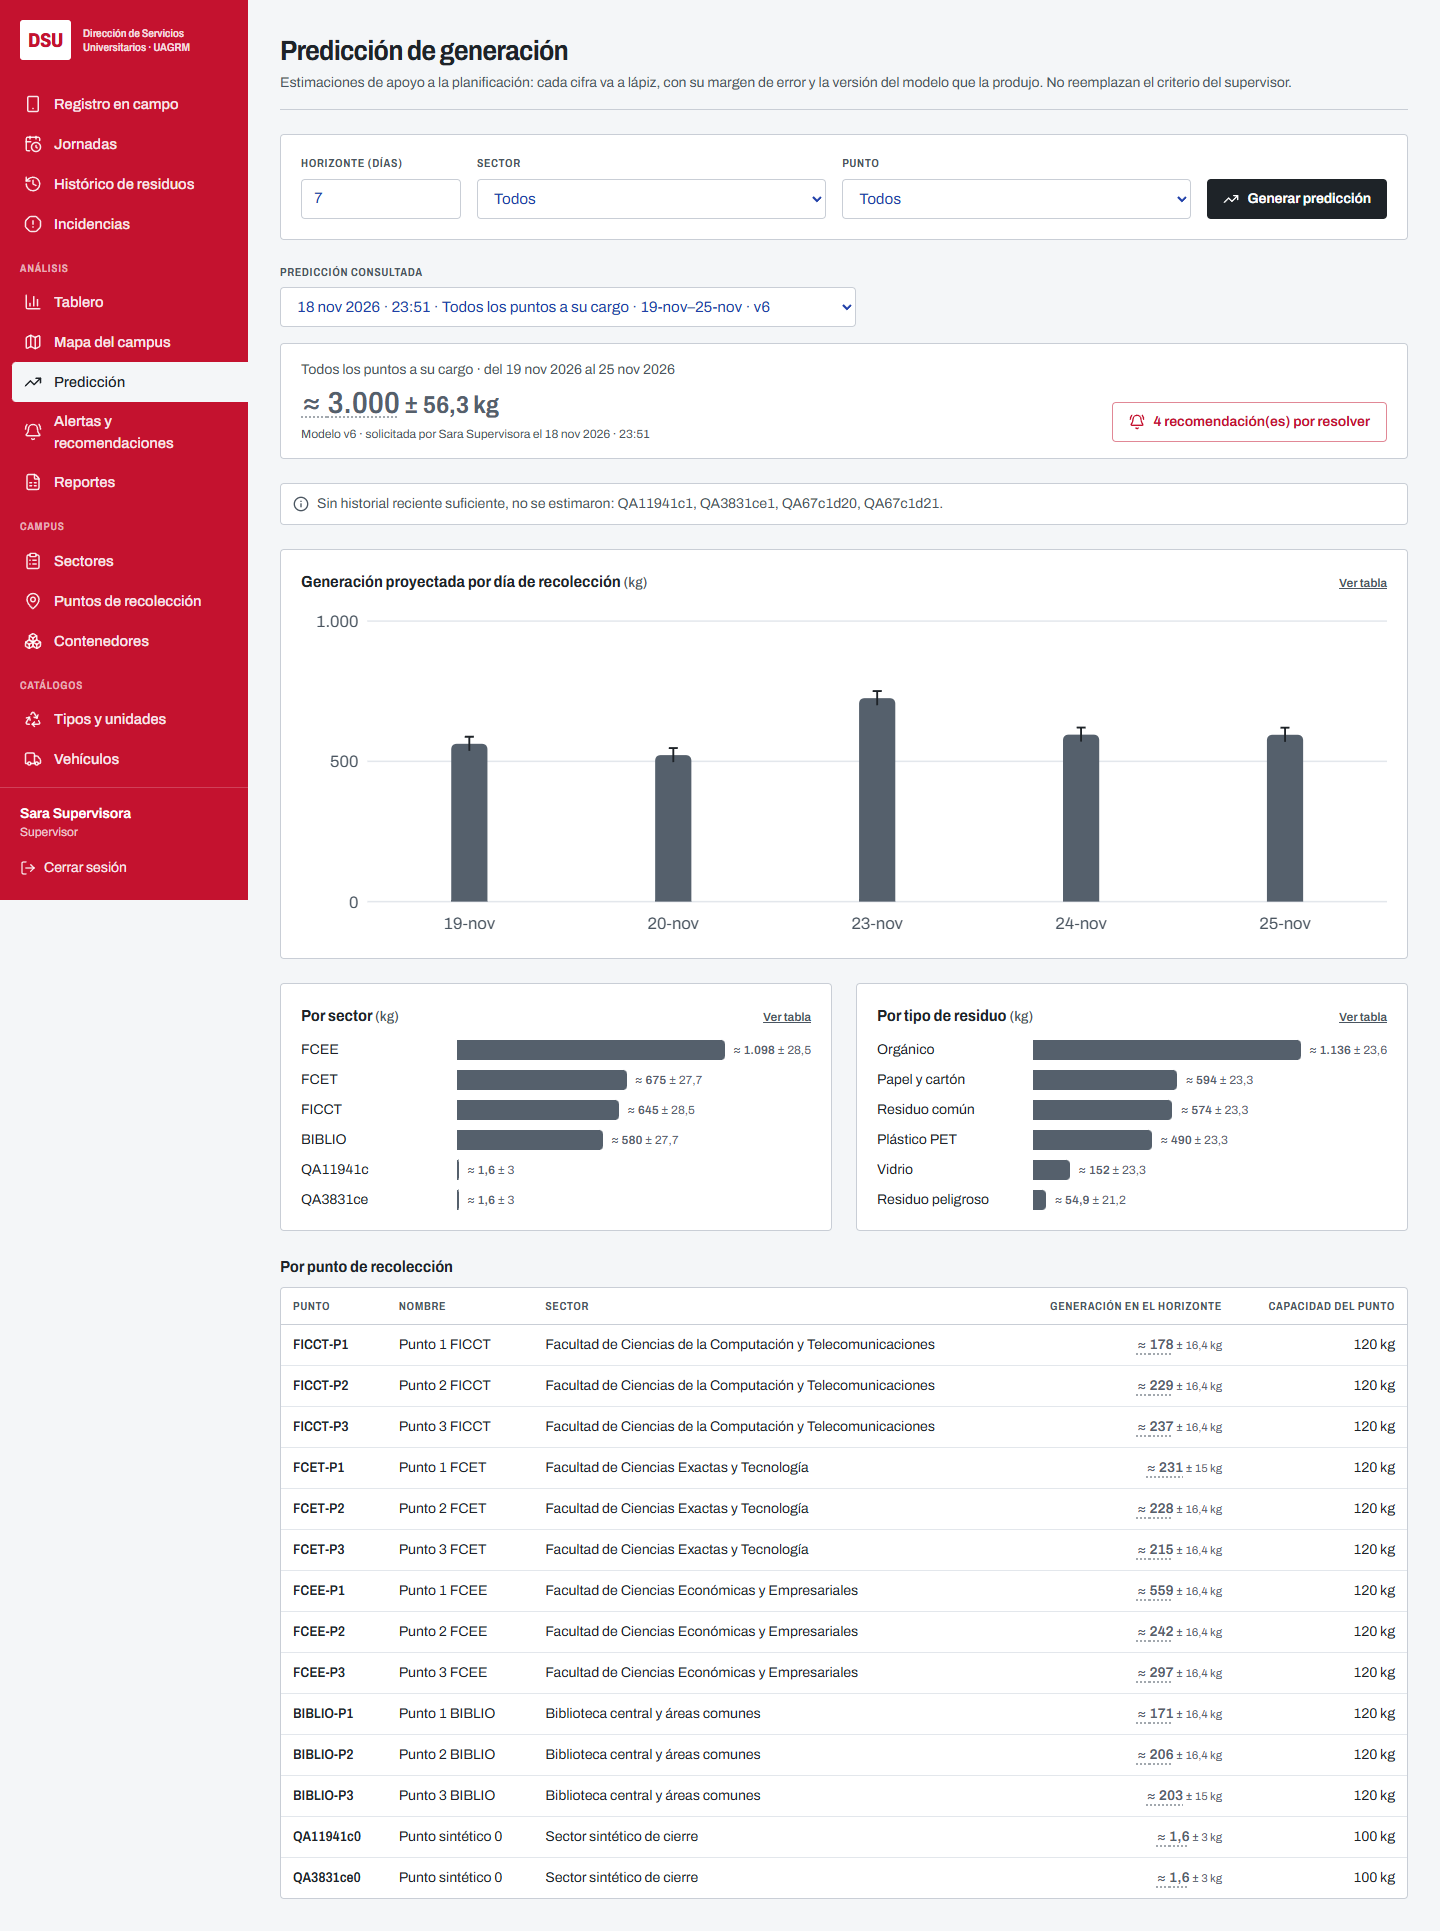 DSU
Dirección de Servicios
Universitarios · UAGRM
Registro en campo
Jornadas
Histórico de residuos
Incidencias
ANÁLISIS
Tablero
Mapa del campus
Predicción
Alertas y
recomendaciones
Reportes
CAMPUS
Sectores
Puntos de recolección
Contenedores
CATÁLOGOS
Tipos y unidades
Vehículos
Sara Supervisora
Supervisor
Cerrar sesión
Predicción de generación
Estimaciones de apoyo a la planificación: cada cifra va a lápiz, con su margen de error y la versión del modelo que la produjo. No reemplazan el criterio del supervisor.
HORIZONTE (DÍAS) SECTOR PUNTO
7 Todos Todos Generar predicción
PREDICCIÓN CONSULTADA
18 nov 2026 · 23:51 · Todos los puntos a su cargo · 19-nov–25-nov · v6
Todos los puntos a su cargo · del 19 nov 2026 al 25 nov 2026
≈ 3.000 ± 56,3 kg
Modelo v6 · solicitada por Sara Supervisora el 18 nov 2026 · 23:51
4 recomendación(es) por resolver
Sin historial reciente suficiente, no se estimaron: QA11941c1, QA3831ce1, QA67c1d20, QA67c1d21.
Generación proyectada por día de recolección (kg) Ver tabla
1.000
500
0
19-nov 20-nov 23-nov 24-nov 25-nov
Por sector (kg) Ver tabla
FCEE ≈ 1.098 ± 28,5
FCET ≈ 675 ± 27,7
FICCT ≈ 645 ± 28,5
BIBLIO ≈ 580 ± 27,7
QA11941c ≈ 1,6 ± 3
QA3831ce ≈ 1,6 ± 3
Por tipo de residuo (kg) Ver tabla
Orgánico ≈ 1.136 ± 23,6
Papel y cartón ≈ 594 ± 23,3
Residuo común ≈ 574 ± 23,3
Plástico PET ≈ 490 ± 23,3
Vidrio ≈ 152 ± 23,3
Residuo peligroso ≈ 54,9 ± 21,2
Por punto de recolección
PUNTO NOMBRE SECTOR GENERACIÓN EN EL HORIZONTE CAPACIDAD DEL PUNTO
FICCT-P1 Punto 1 FICCT Facultad de Ciencias de la Computación y Telecomunicaciones ≈ 178 ± 16,4 kg 120 kg
FICCT-P2 Punto 2 FICCT Facultad de Ciencias de la Computación y Telecomunicaciones ≈ 229 ± 16,4 kg 120 kg
FICCT-P3 Punto 3 FICCT Facultad de Ciencias de la Computación y Telecomunicaciones ≈ 237 ± 16,4 kg 120 kg
FCET-P1 Punto 1 FCET Facultad de Ciencias Exactas y Tecnología ≈ 231 ± 15 kg 120 kg
FCET-P2 Punto 2 FCET Facultad de Ciencias Exactas y Tecnología ≈ 228 ± 16,4 kg 120 kg
FCET-P3 Punto 3 FCET Facultad de Ciencias Exactas y Tecnología ≈ 215 ± 16,4 kg 120 kg
FCEE-P1 Punto 1 FCEE Facultad de Ciencias Económicas y Empresariales ≈ 559 ± 16,4 kg 120 kg
FCEE-P2 Punto 2 FCEE Facultad de Ciencias Económicas y Empresariales ≈ 242 ± 16,4 kg 120 kg
FCEE-P3 Punto 3 FCEE Facultad de Ciencias Económicas y Empresariales ≈ 297 ± 16,4 kg 120 kg
BIBLIO-P1 Punto 1 BIBLIO Biblioteca central y áreas comunes ≈ 171 ± 16,4 kg 120 kg
BIBLIO-P2 Punto 2 BIBLIO Biblioteca central y áreas comunes ≈ 206 ± 16,4 kg 120 kg
BIBLIO-P3 Punto 3 BIBLIO Biblioteca central y áreas comunes ≈ 203 ± 15 kg 120 kg
QA11941c0 Punto sintético 0 Sector sintético de cierre ≈ 1,6 ± 3 kg 100 kg
QA3831ce0 Punto sintético 0 Sector sintético de cierre ≈ 1,6 ± 3 kg 100 kg